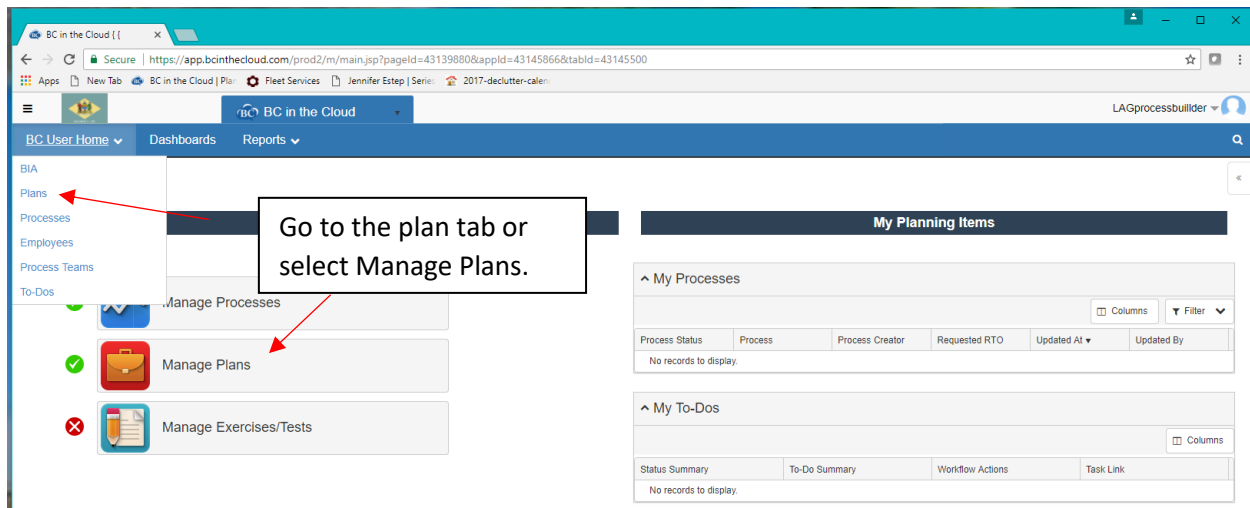 BC in the Cloud {{
Secure | https://app.bcinthecloud.com/prod2/m/main.jsp?pageId=43139880&appId=43145866&tabId=43145500
Apps New Tab BC in the Cloud | Plan Fleet Services Jennifer Estep | Series 2017-declutter-calen
BC BC in the Cloud LAGprocessbuillder
BC User Home Dashboards Reports
BIA
Plans
Processes
Employees
Process Teams
To-Dos
Go to the plan tab or
select Manage Plans.
Manage Processes
Manage Plans
Manage Exercises/Tests
My Planning Items
My Processes
Columns Filter
Process Status Process Process Creator Requested RTO Updated At Updated By
No records to display.
My To-Dos
Columns
Status Summary To-Do Summary Workflow Actions Task Link
No records to display.